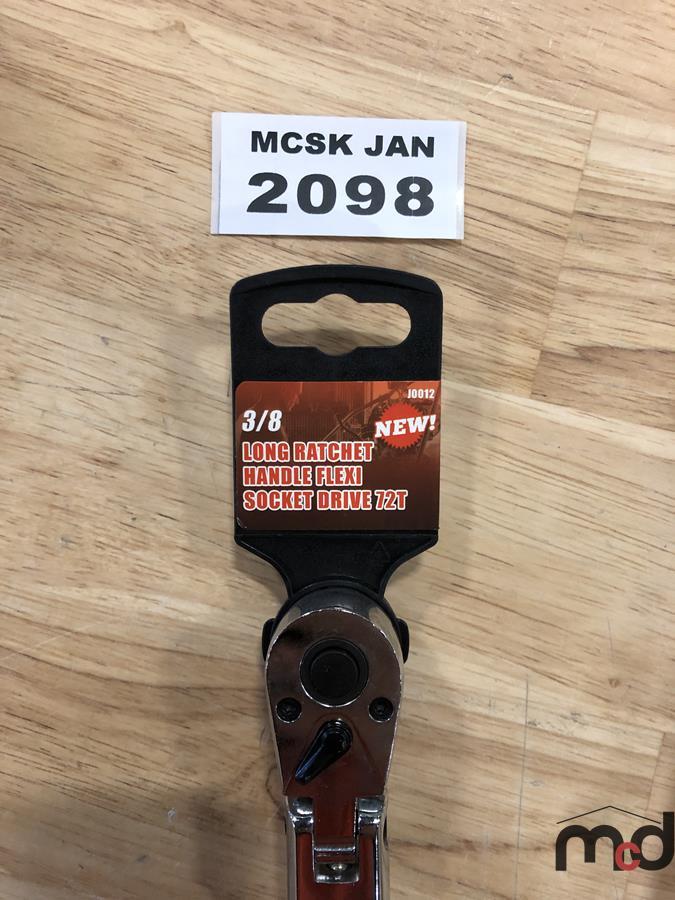 MCSK JAN
2098
J0012
3/8
NEW!
LONG RATCHET
HANDLE FLEXI
SOCKET DRIVE 72T
mcd